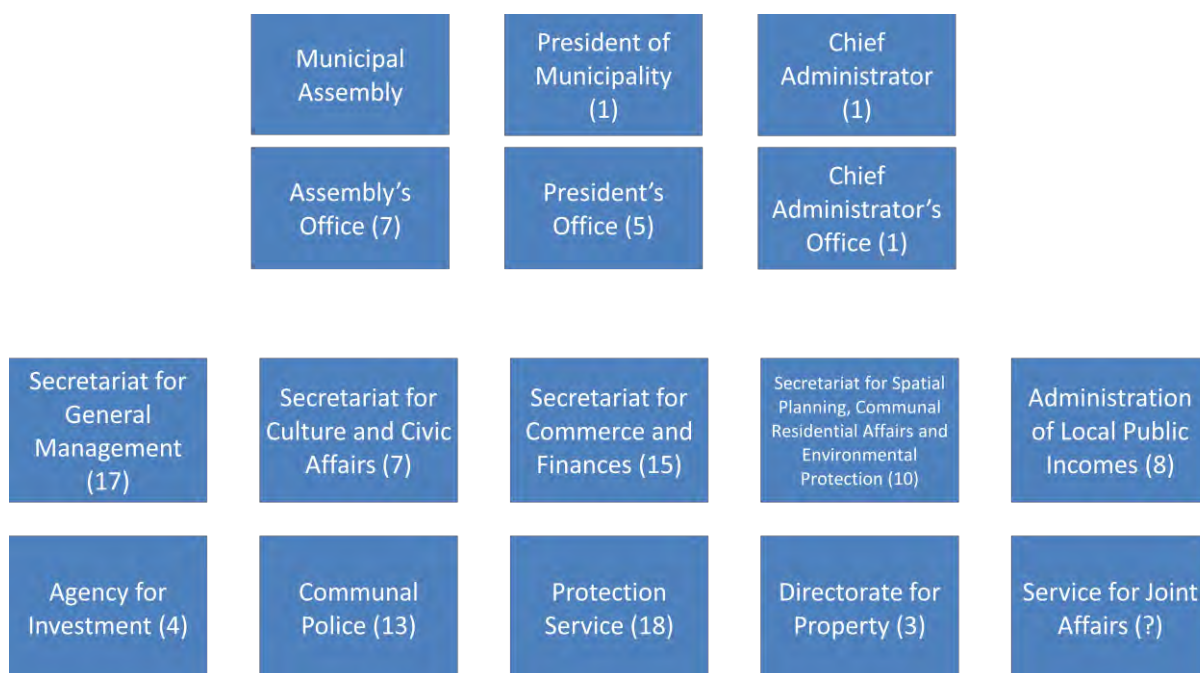 Municipal
Assembly
President of
Municipality
(1)
Chief
Administrator
(1)
Assembly’s
Office (7)
President’s
Office (5)
Chief
Administrator’s
Office (1)
Secretariat for
General
Management
(17)
Secretariat for
Culture and Civic
Affairs (7)
Secretariat for
Commerce and
Finances (15)
Secretariat for Spatial
Planning, Communal
Residential Affairs and
Environmental
Protection (10)
Administration
of Local Public
Incomes (8)
Agency for
Investment (4)
Communal
Police (13)
Protection
Service (18)
Directorate for
Property (3)
Service for Joint
Affairs (?)